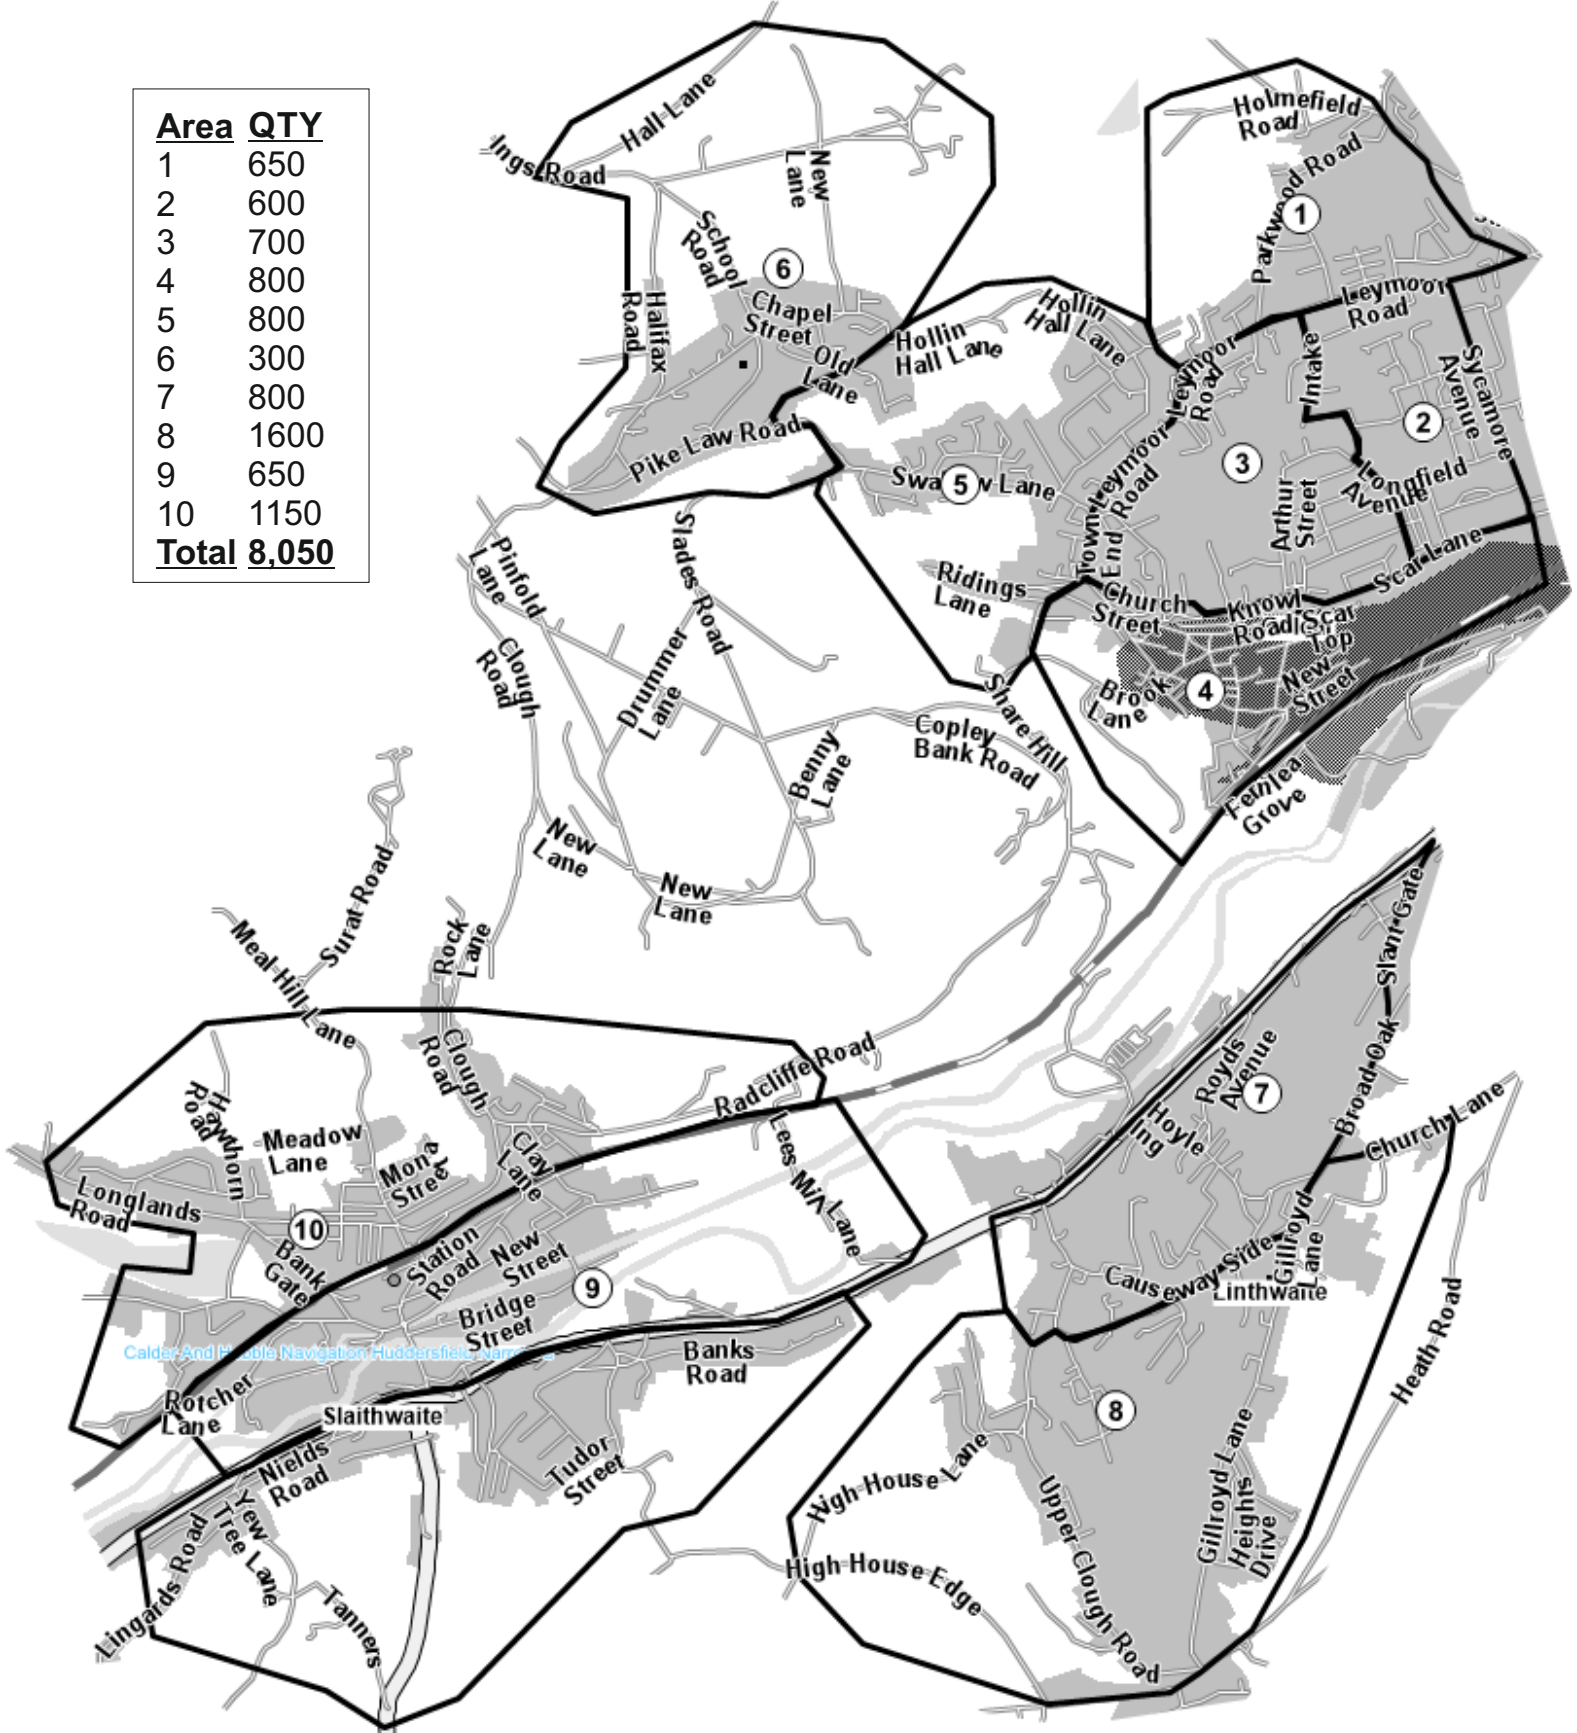 Area QTY
1 650
2 600
3 700
4 800
5 800
6 300
7 800
8 1600
9 650
10 1150
Total 8,050
Hall Lane
Ings Road
New
Lane
School
Road
6
Halifax
Road
Chapel
Street
Old
Lane
Hollin
Hall Lane
Hollin
Hall Lane
Pike Law Road
Holmefield
Road
Parkwood Road
1
Leymoor
Road
Leymoor
Road
Intake
Sycamore
Avenue
2
3
Longfield
Avenue
Arthur
Street
Swallow Lane
5
Leymoor
Road
Town
End
Scar Lane
Ridings
Lane
Church
Street
Knowl
Road
Scar
Top
New
Street
Brook
Lane
4
Fernlea
Grove
Share Hill
Copley
Bank Road
Pinfold
Lane
Slades Road
Clough
Road
Drummer
Lane
Benny
Lane
New
Lane
New
Lane
Surat Road
Meal Hill Lane
Rock
Lane
Clough
Road
Radcliffe Road
Hawthorn
Road
Meadow
Lane
Clay
Lane
Longlands
Road
10
Bank
Gate
Station
Road
New
Street
Bridge
Street
9
Lees Mill Lane
Rotcher
Lane
Slaithwaite
Nields
Road
Banks
Road
Tudor
Street
Yew
Tree Lane
Lingards Road
Tanners
Slant Gate
Royds
Avenue
7
Hoyle
Ing
Broad Oak
Church Lane
Gillroyd
Lane
Causeway Side
Linthwaite
Heath Road
8
High House Lane
High House Edge
Upper Clough Road
Gillroyd Lane
Heights
Drive